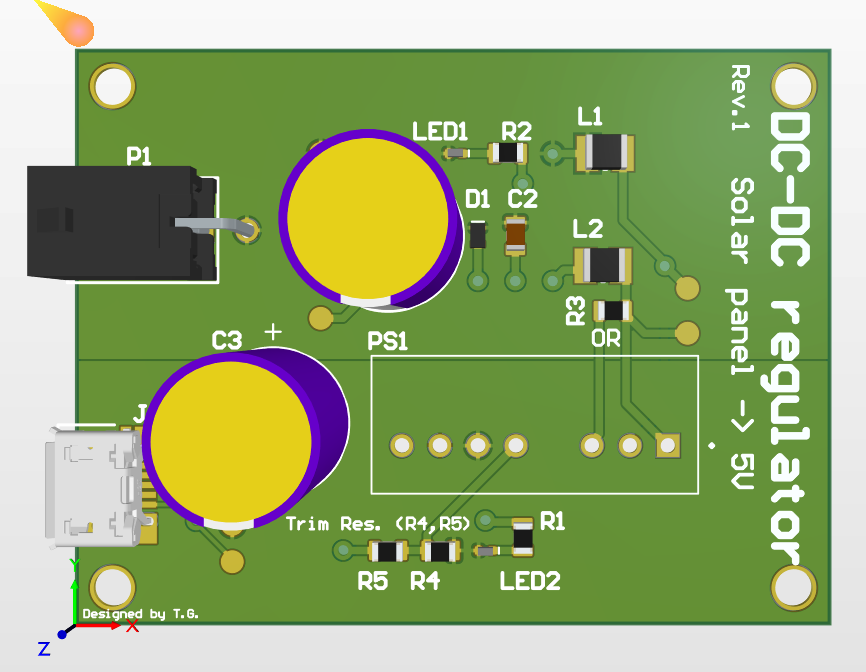 P1
LED1
R2
L1
D1
C2
L2
R3
OR
C3
+
PS1
J
Trim Res. (R4,R5)
R1
R5
R4
LED2
Designed by T.G.
Rev.1 Solar panel -> 5V
DC-DC regulator
Y
X
Z